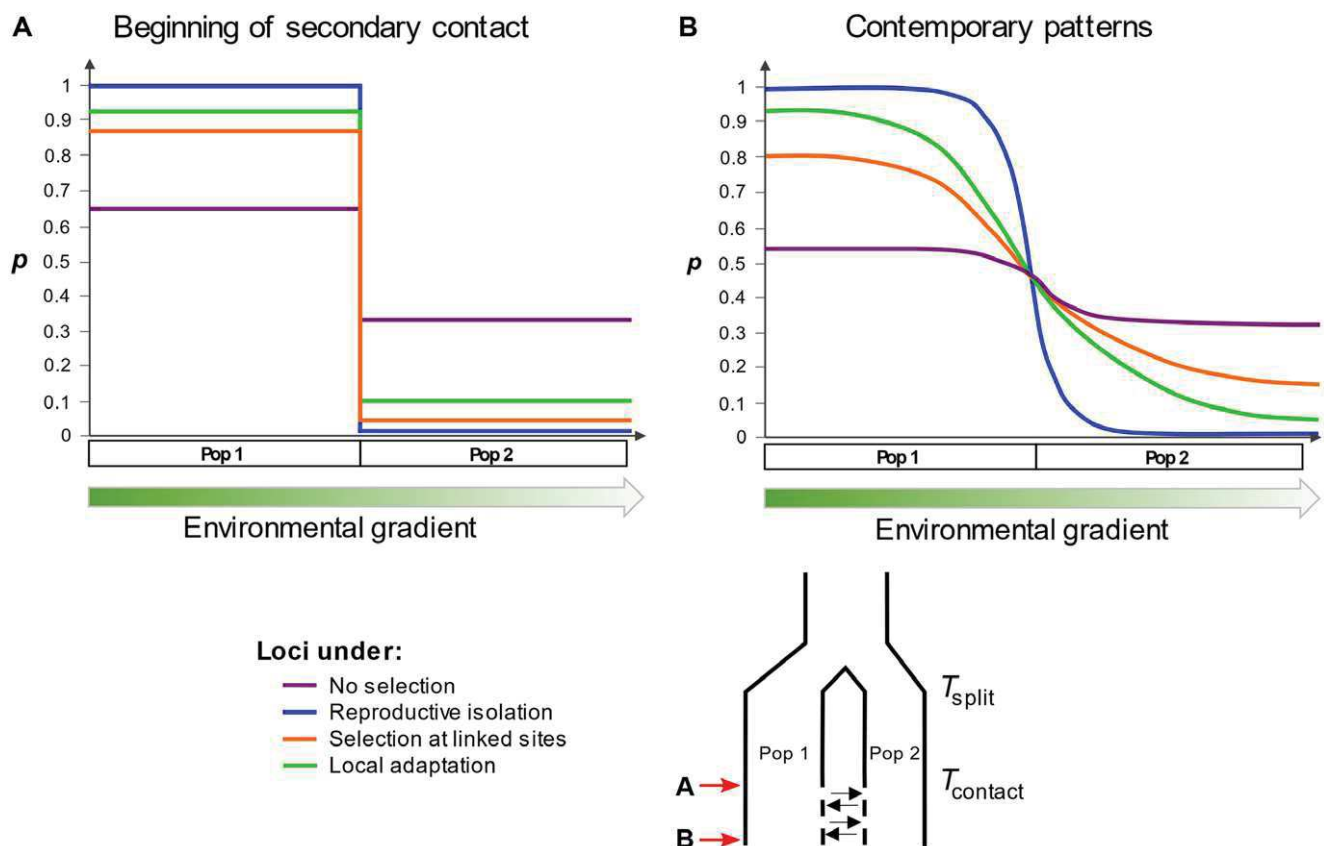 A
Beginning of secondary contact
1
0.9
0.8
0.7
0.6
0.5
0.4
0.3
0.2
0.1
0
p
Pop 1
Pop 2
Environmental gradient
B
Contemporary patterns
1
0.9
0.8
0.7
0.6
0.5
0.4
0.3
0.2
0.1
0
p
Pop 1
Pop 2
Environmental gradient
Loci under:
No selection
Reproductive isolation
Selection at linked sites
Local adaptation
Tsplit
Pop 1
Pop 2
A
Tcontact
B